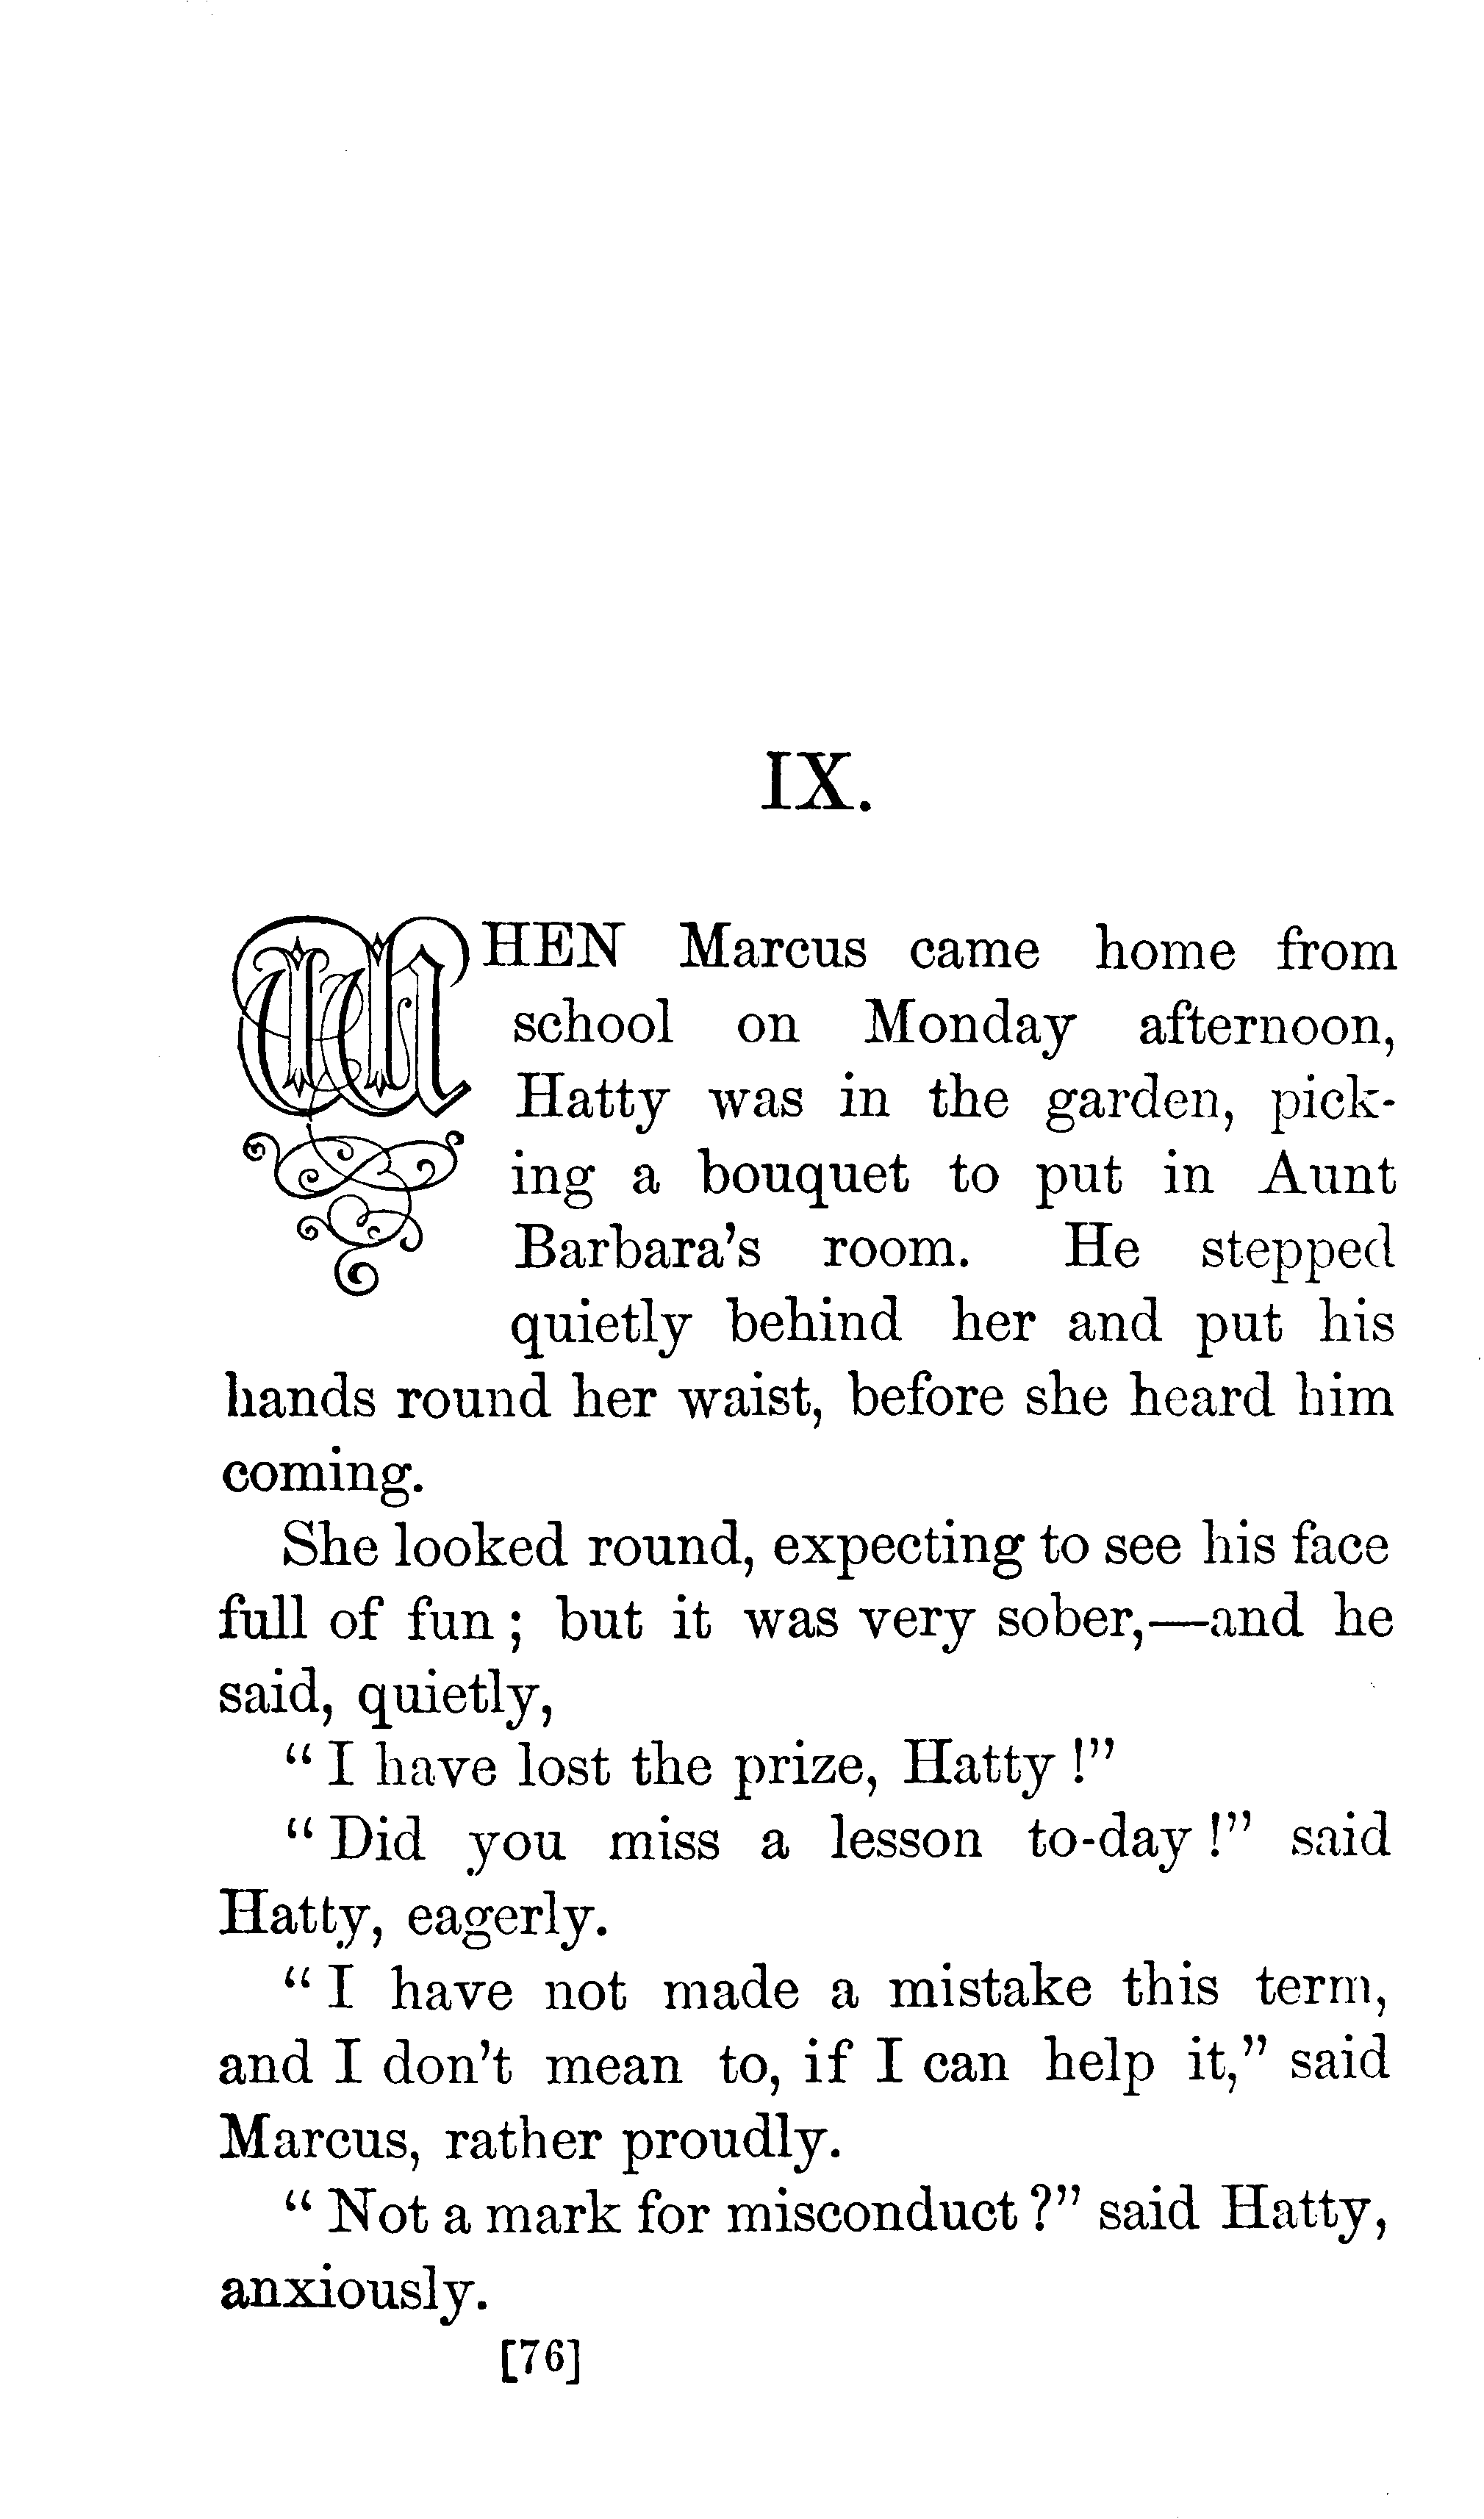 IX.
WHEN Marcus came home from
school on Monday afternoon,
Hatty was in the garden, pick-
ing a bouquet to put in Aunt
Barbara's room. He stepped
quietly behind her and put his
hands round her waist, before she heard him
coming.
She looked round, expecting to see his face
full of fun; but it was very sober,—and he
said, quietly,
"I have lost the prize, Hatty!"
"Did you miss a lesson to-day!" said
Hatty, eagerly.
"I have not made a mistake this term,
and I don't mean to, if I can help it," said
Marcus, rather proudly.
"Not a mark for misconduct?" said Hatty,
anxiously.
[76]